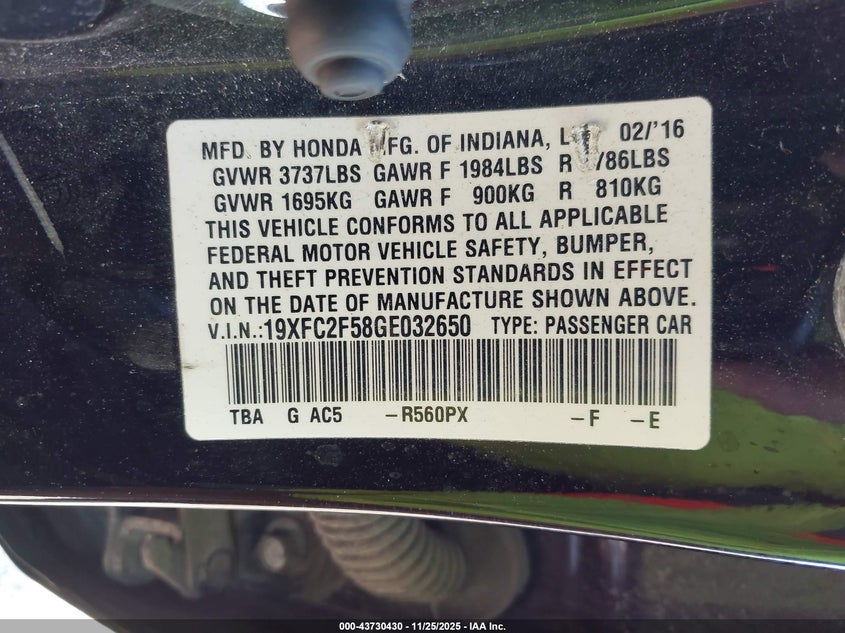 MFD. BY HONDA MFG. OF INDIANA, L 02/'16
GVWR 3737LBS GAWR F 1984LBS R 786LBS
GVWR 1695KG GAWR F 900KG R 810KG
THIS VEHICLE CONFORMS TO ALL APPLICABLE
FEDERAL MOTOR VEHICLE SAFETY, BUMPER,
AND THEFT PREVENTION STANDARDS IN EFFECT
ON THE DATE OF MANUFACTURE SHOWN ABOVE.
V.I.N.:19XFC2F58GE032650 TYPE: PASSENGER CAR
TBA G AC5 -R560PX -F -E
000-43730430 - 11/25/2025 - IAA Inc.